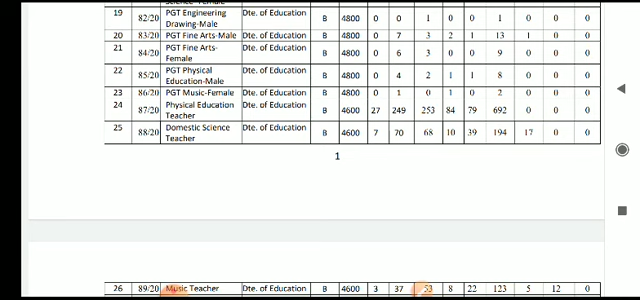 19 82/20 PGT Engineering Drawing-Male Dte. of Education B 4800 0 0 1 0 0 1 0 0 0
20 83/20 PGT Fine Arts-Male Dte. of Education B 4800 0 7 3 2 1 13 1 0 0
21 84/20 PGT Fine Arts-Female Dte. of Education B 4800 0 6 3 0 0 9 0 0 0
22 85/20 PGT Physical Education-Male Dte. of Education B 4800 0 4 2 1 1 8 0 0 0
23 86/20 PGT Music-Female Dte. of Education B 4800 0 1 0 1 0 2 0 0 0
24 87/20 Physical Education Teacher Dte. of Education B 4600 27 249 253 84 79 692 0 0 0
25 88/20 Domestic Science Teacher Dte. of Education B 4600 7 70 68 10 39 194 17 0 0
1
26 89/20 Music Teacher Dte. of Education B 4600 3 37 53 8 22 123 5 12 0